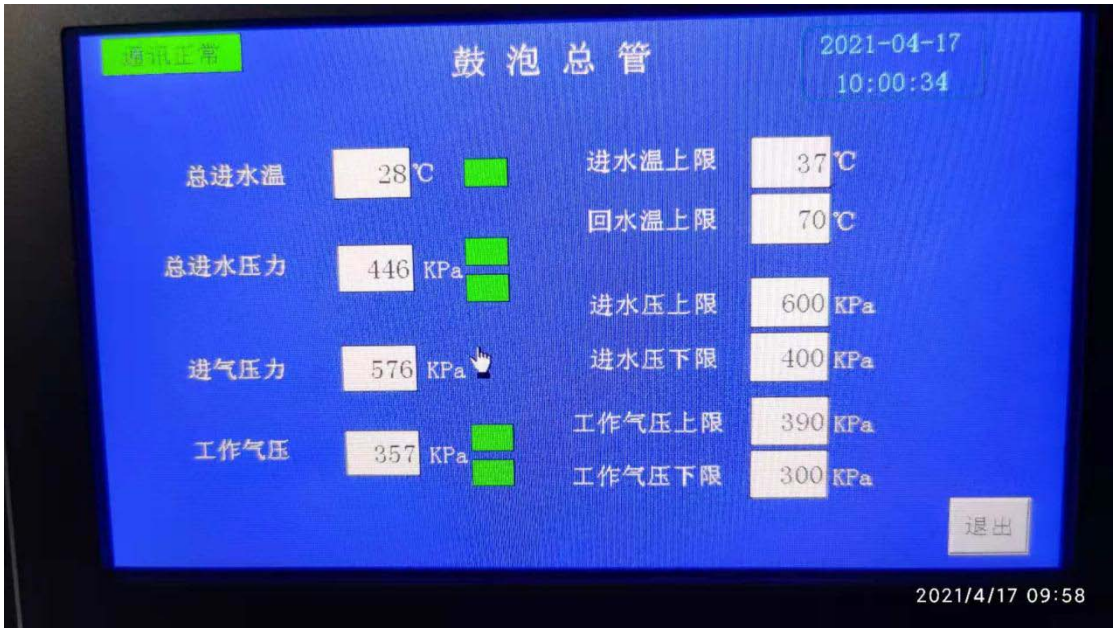 通讯正常
鼓泡总管
2021-04-17
10:00:34
总进水温 28 ℃
进水温上限 37 ℃
回水温上限 70 ℃
总进水压力 446 KPa
进水压上限 600 KPa
进气压力 576 KPa
进水压下限 400 KPa
工作气压上限 390 KPa
工作气压 357 KPa
工作气压下限 300 KPa
退出
2021/4/17 09:58